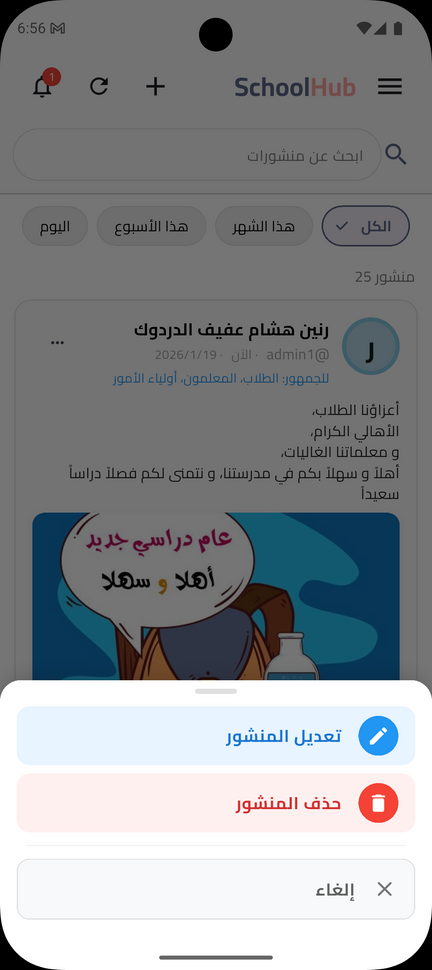 6:56
1
SchoolHub
ابحث عن منشورات
الكل
هذا الشهر
هذا الأسبوع
اليوم
25 منشور
رنين هشام عفيف الدردوك
ر
@admin1 · الآن · 2026/1/19
للجمهور: الطلاب، المعلمون، أولياء الأمور
أعزاؤنا الطلاب،
الأهالي الكرام،
و معلماتنا الغاليات،
أهلاً و سهلاً بكم في مدرستنا، و نتمنى لكم فصلاً دراساً
سعيداً
عام دراسي جديد
أهلا و سهلا
تعديل المنشور
حذف المنشور
إلغاء